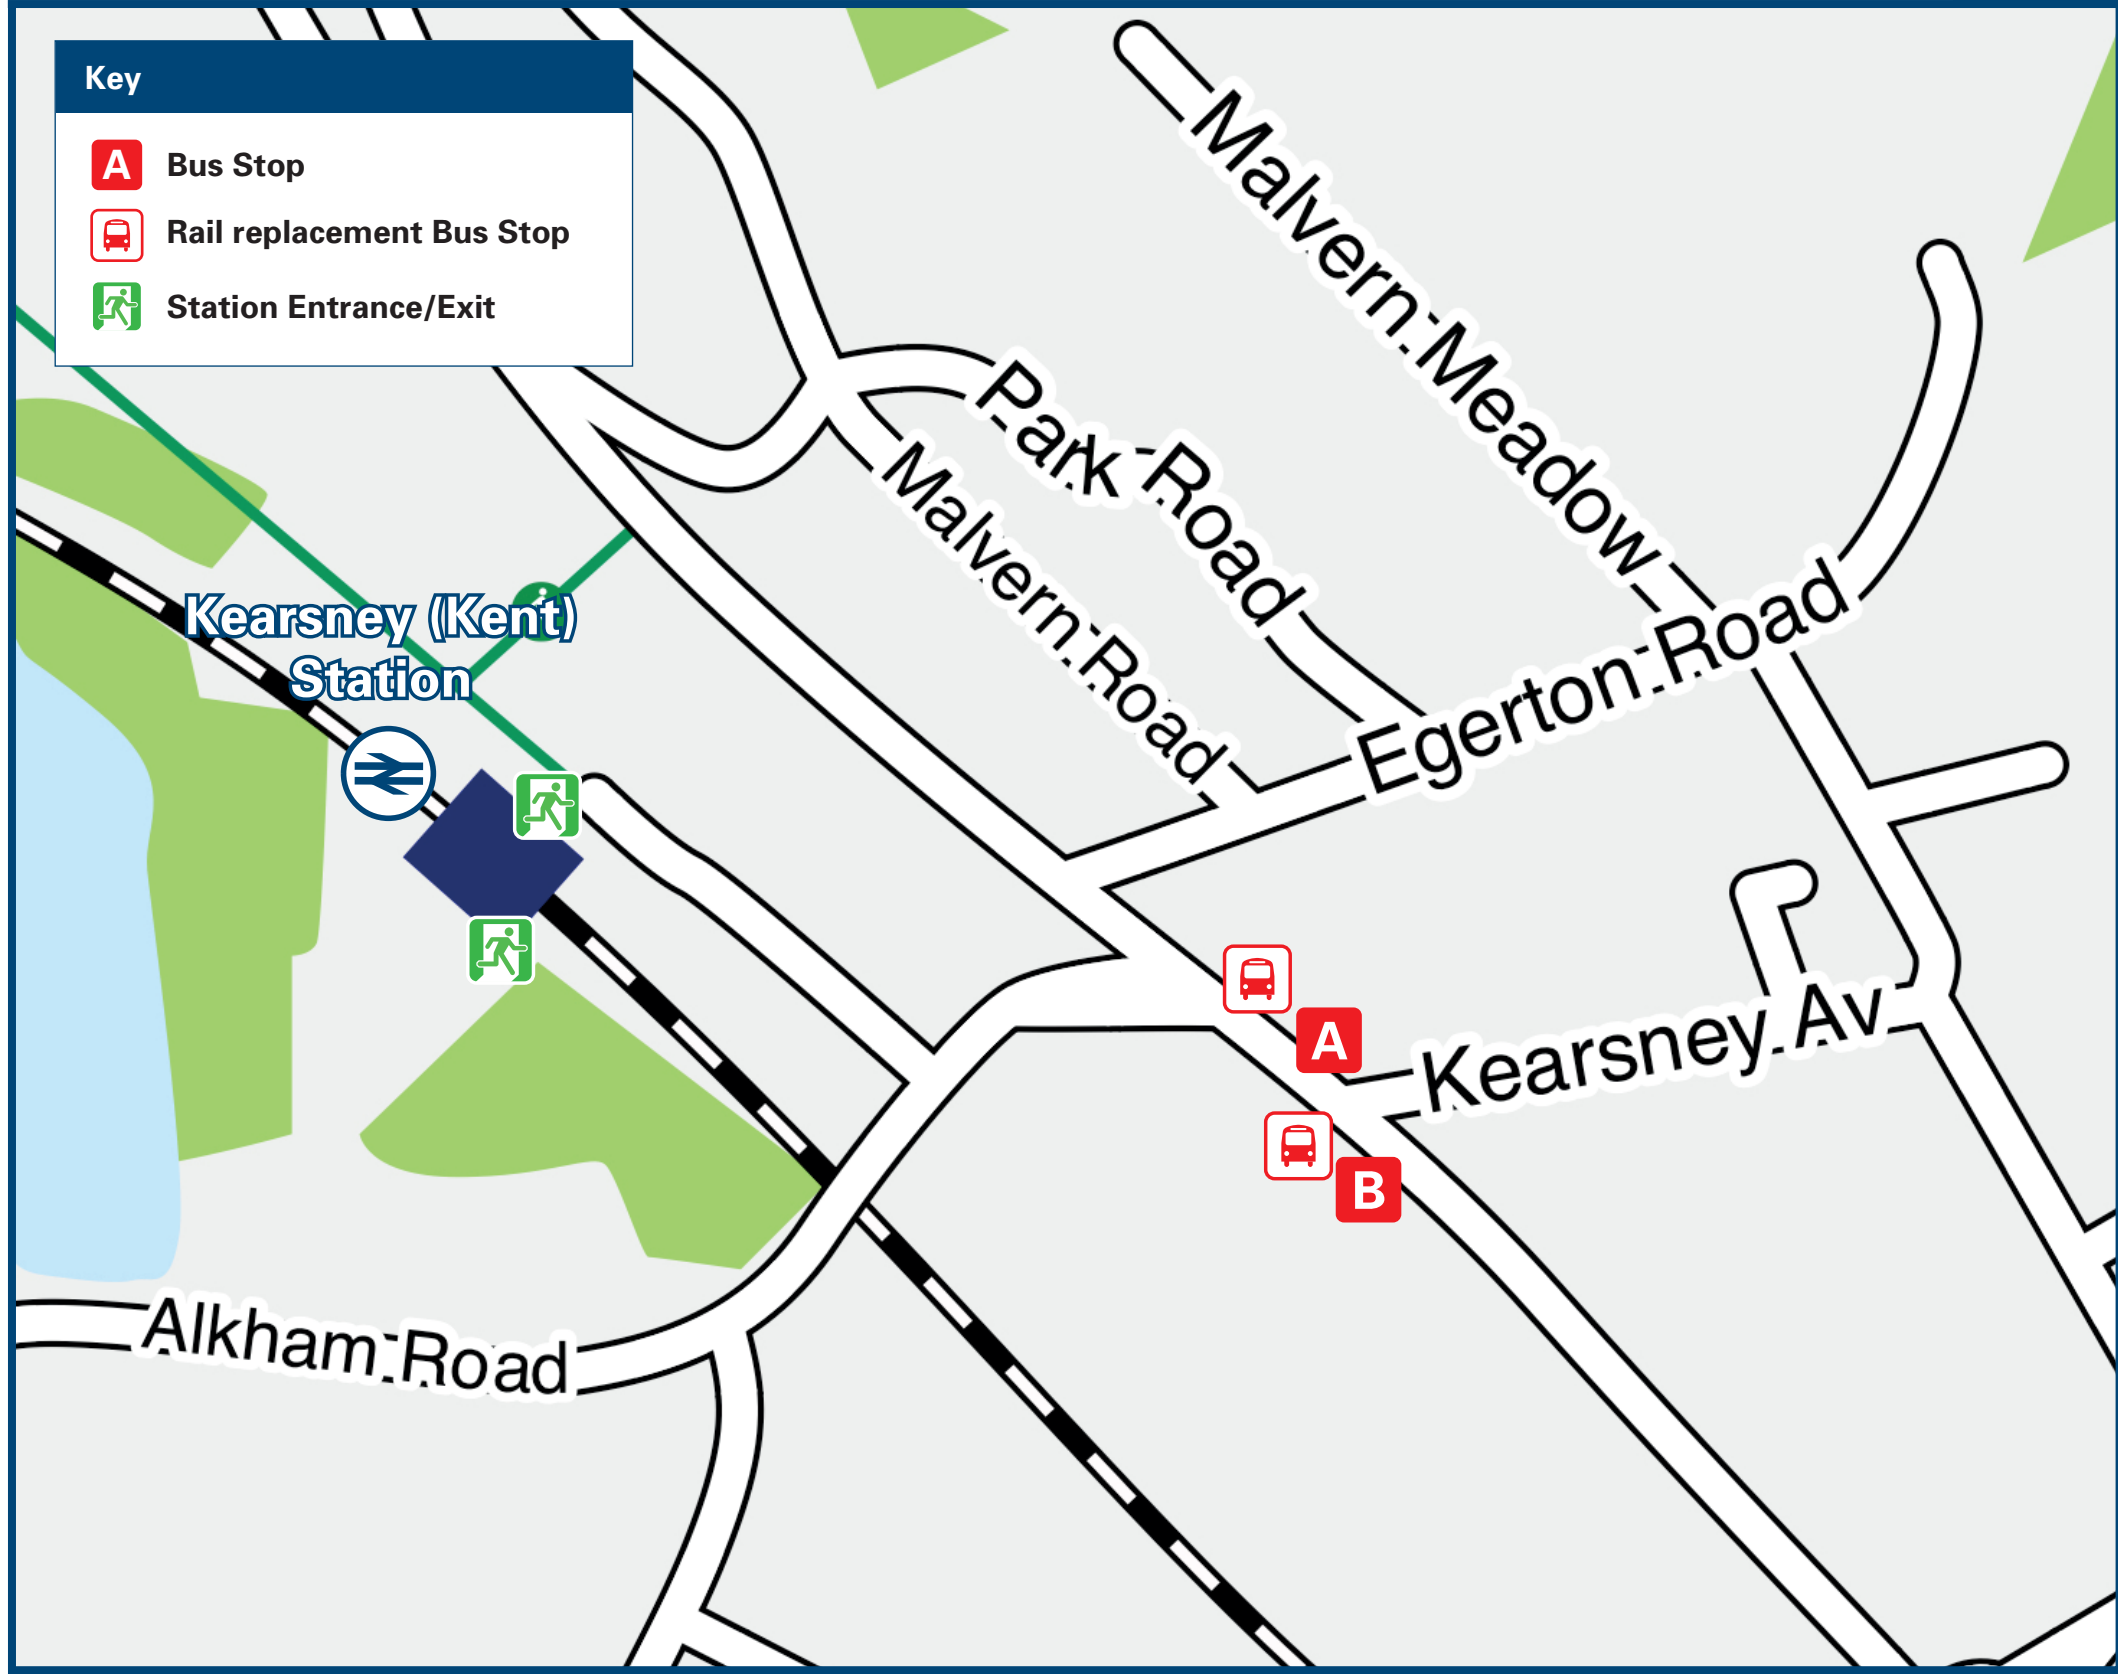 Key
A
Bus Stop
Rail replacement Bus Stop
Station Entrance/Exit
Malvern Meadow
Park Road
Malvern Road
Egerton Road
Kearsney (Kent)
Station
A
Kearsney Av
B
Alkham Road